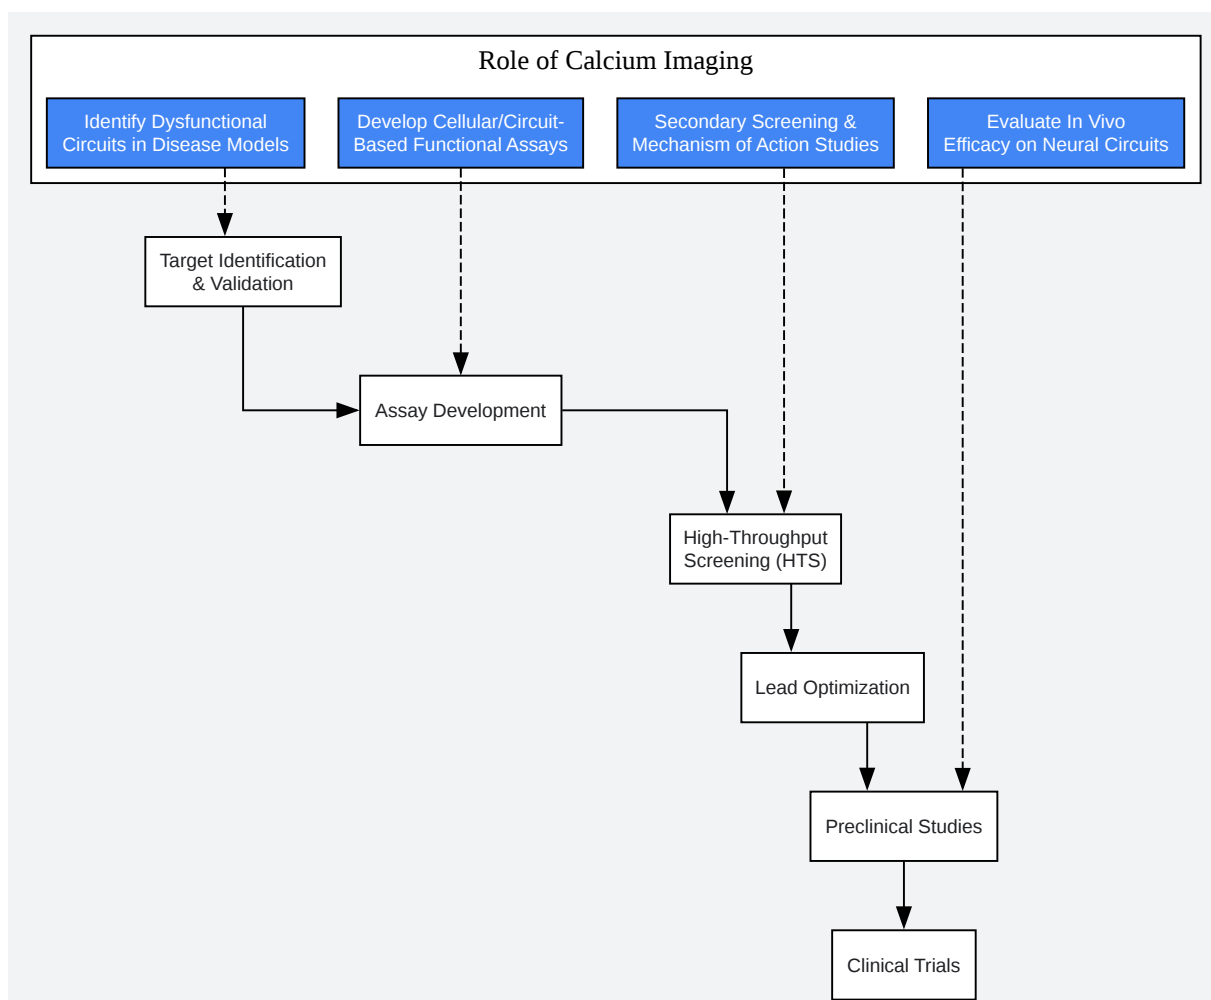 Role of Calcium Imaging
Identify Dysfunctional
Circuits in Disease Models
Develop Cellular/Circuit-
Based Functional Assays
Secondary Screening &
Mechanism of Action Studies
Evaluate In Vivo
Efficacy on Neural Circuits
Target Identification
& Validation
Assay Development
High-Throughput
Screening (HTS)
Lead Optimization
Preclinical Studies
Clinical Trials